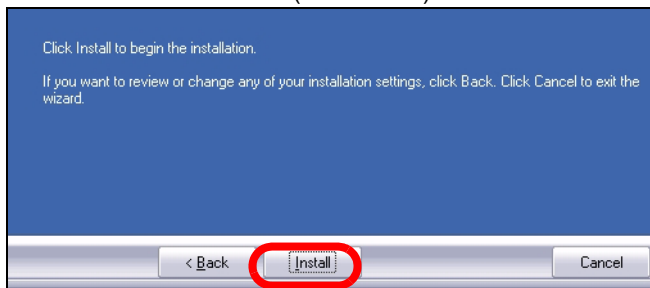 Click Install to begin the installation.
If you want to review or change any of your installation settings, click Back. Click Cancel to exit the
wizard.
< Back
Install
Cancel